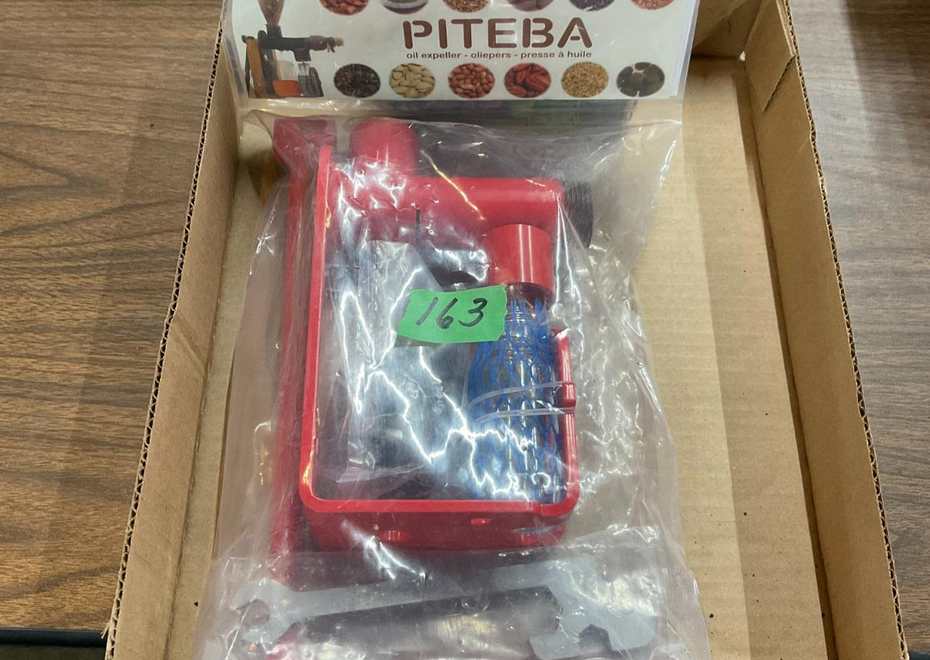 PITEBA
oil expeller - oliepers - presse à huile
163